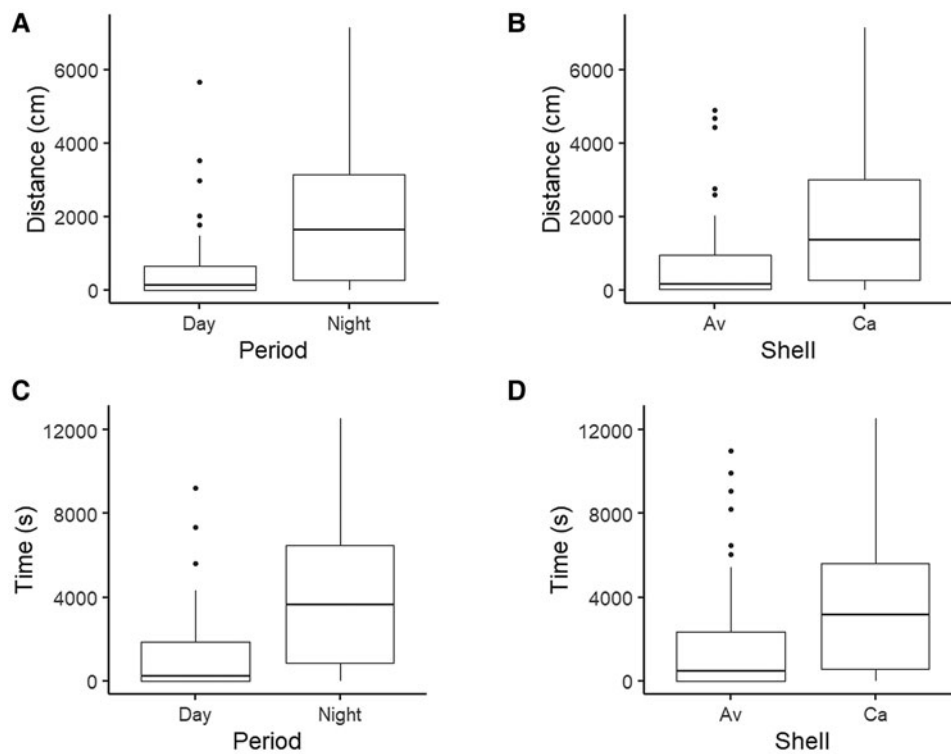 A
B
Distance (cm)
6000
4000
2000
0
Day
Night
Period
Distance (cm)
6000
4000
2000
0
Av
Ca
Shell
C
D
Time (s)
12000
8000
4000
0
Day
Night
Period
Time (s)
12000
8000
4000
0
Av
Ca
Shell